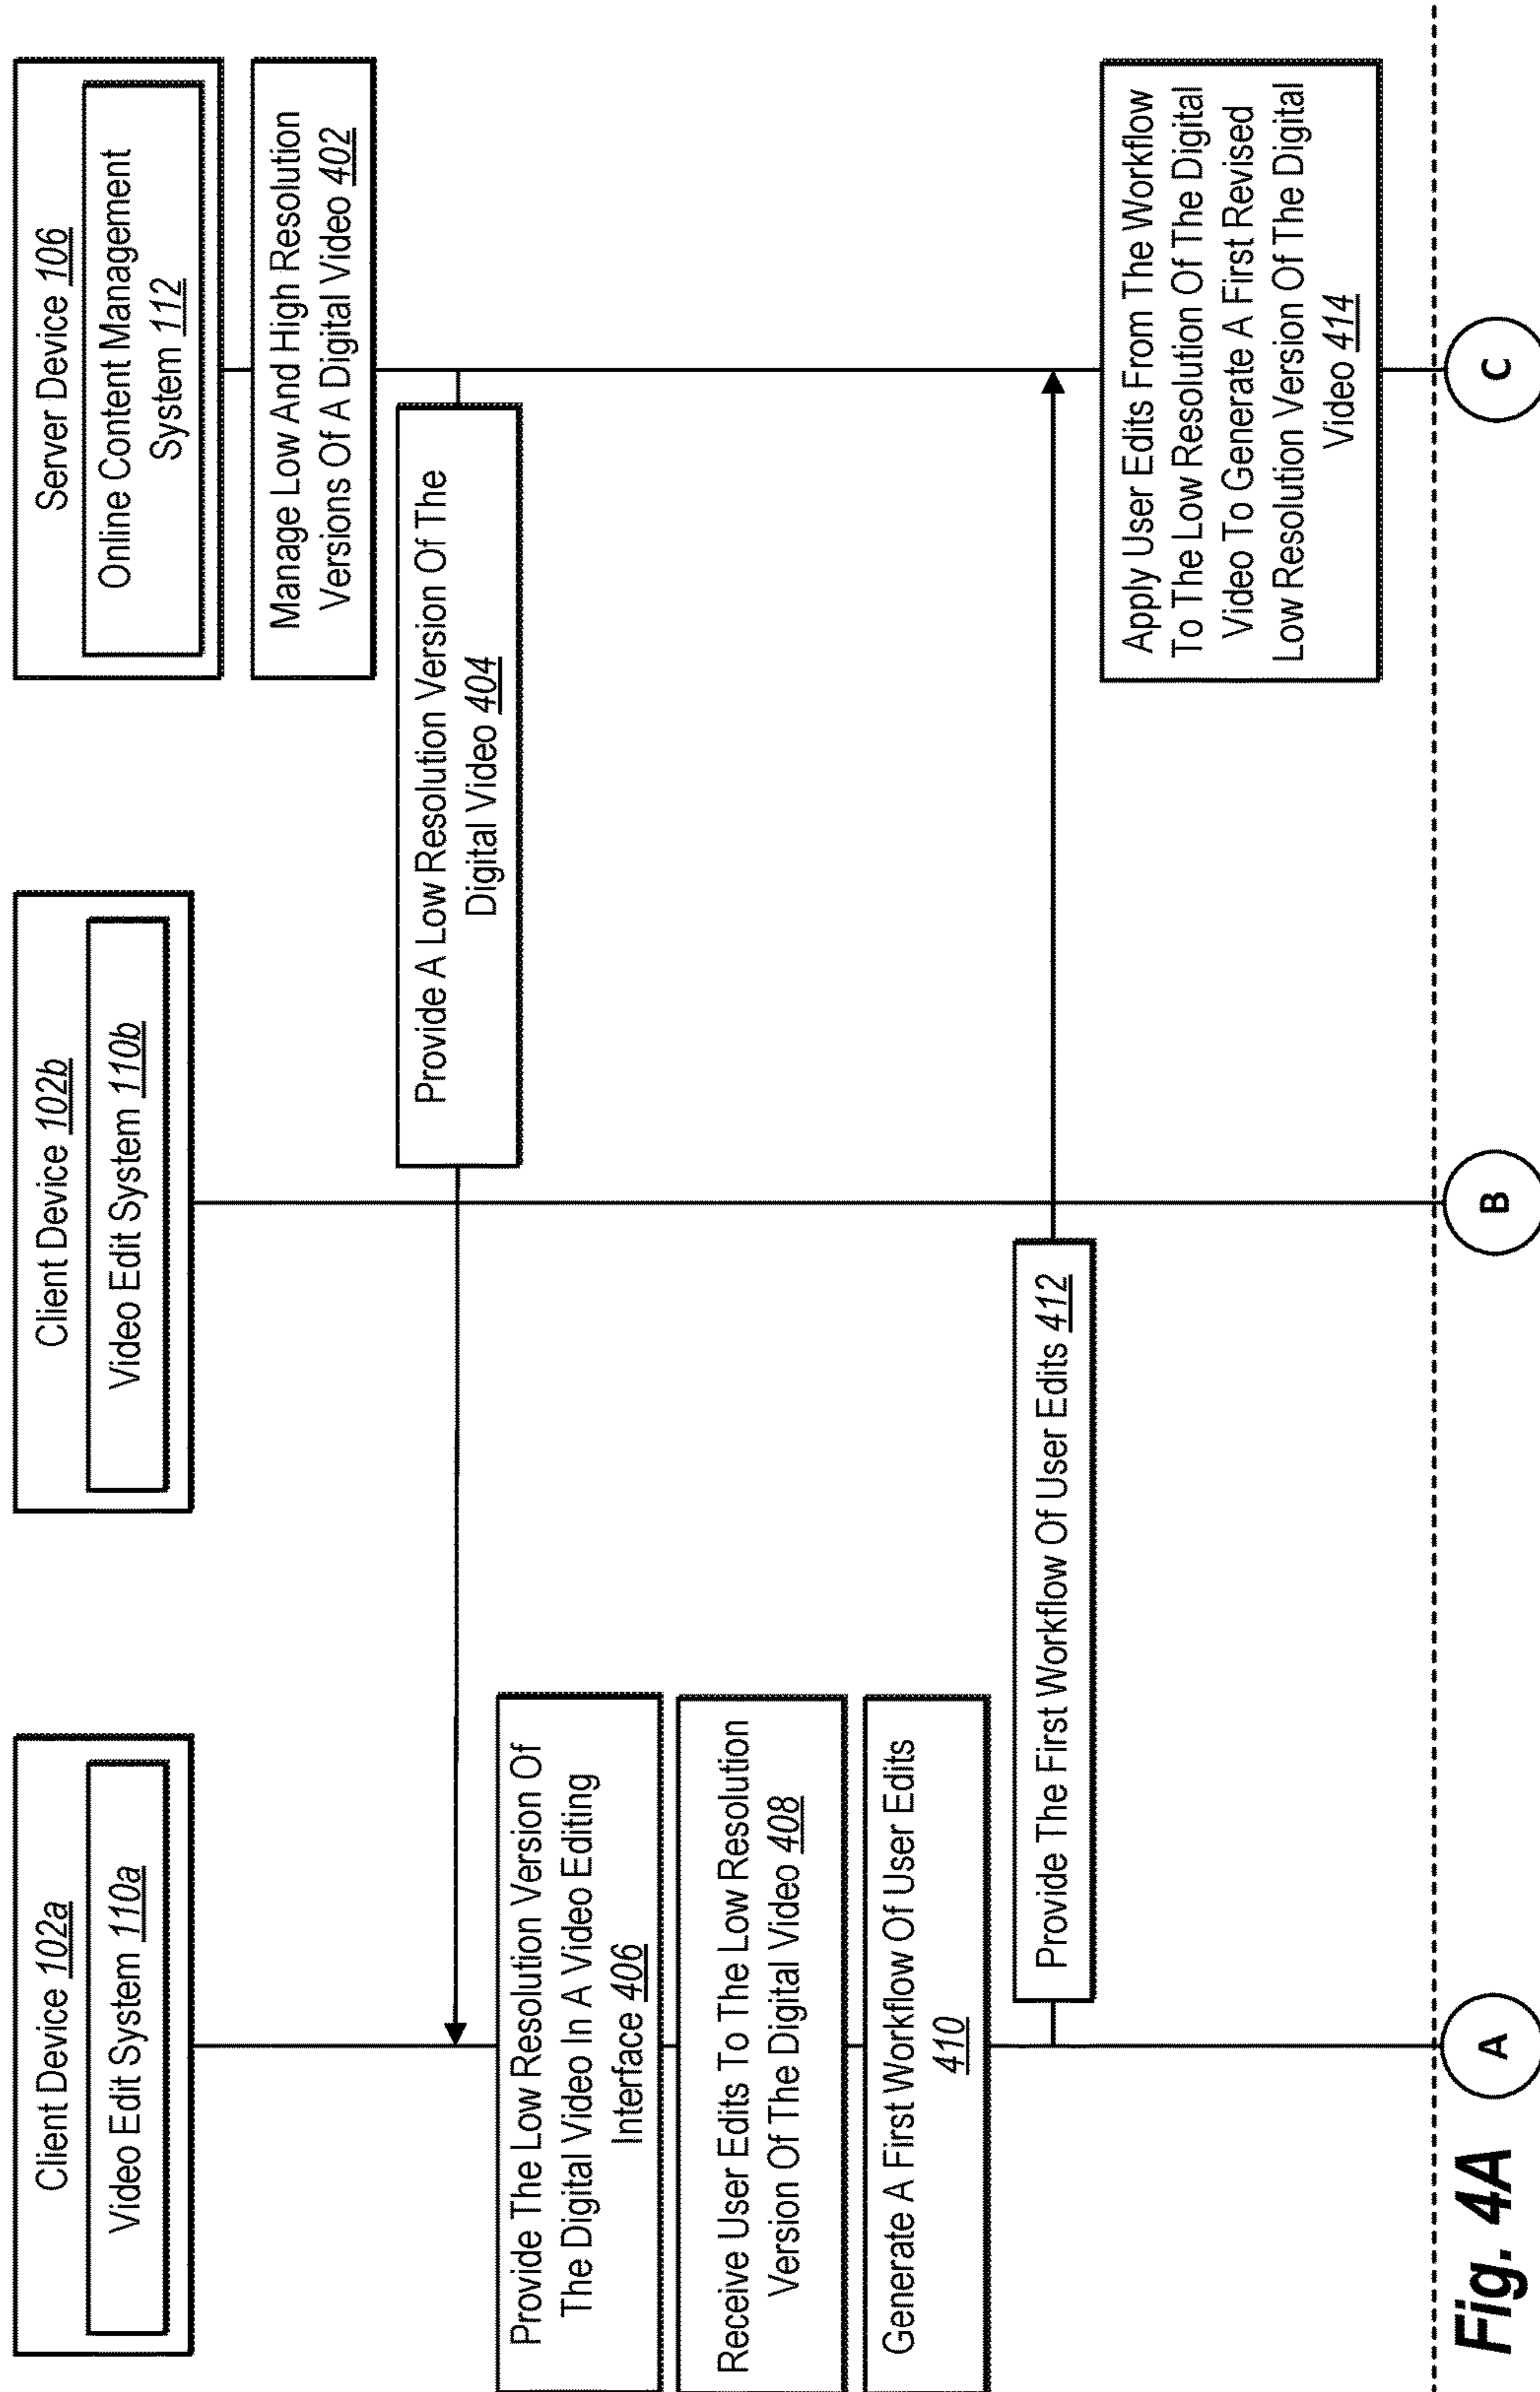 Client Device 102a
Video Edit System 110a
Client Device 102b
Video Edit System 110b
Server Device 106
Online Content Management
System 112
Manage Low And High Resolution
Versions Of A Digital Video 402
Provide A Low Resolution Version Of The
Digital Video 404
Provide The Low Resolution Version Of
The Digital Video In A Video Editing
Interface 406
Receive User Edits To The Low Resolution
Version Of The Digital Video 408
Generate A First Workflow Of User Edits
410
Provide The First Workflow Of User Edits 412
Apply User Edits From The Workflow
To The Low Resolution Of The Digital
Video To Generate A First Revised
Low Resolution Version Of The Digital
Video 414
A
B
C
Fig. 4A